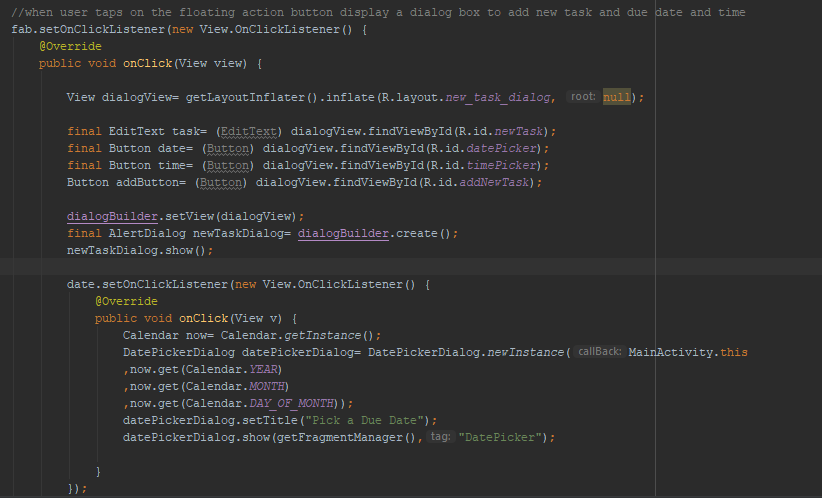 //when user taps on the floating action button display a dialog box to add new task and due date and time
fab.setOnClickListener(new View.OnClickListener() {
@Override
public void onClick(View view) {
View dialogView= getLayoutInflater().inflate(R.layout.new_task_dialog, root: null);
final EditText task= (EditText) dialogView.findViewById(R.id.newTask);
final Button date= (Button) dialogView.findViewById(R.id.datePicker);
final Button time= (Button) dialogView.findViewById(R.id.timePicker);
Button addButton= (Button) dialogView.findViewById(R.id.addNewTask);
dialogBuilder.setView(dialogView);
final AlertDialog newTaskDialog= dialogBuilder.create();
newTaskDialog.show();
date.setOnClickListener(new View.OnClickListener() {
@Override
public void onClick(View v) {
Calendar now= Calendar.getInstance();
DatePickerDialog datePickerDialog= DatePickerDialog.newInstance( callBack: MainActivity.this
,now.get(Calendar.YEAR)
,now.get(Calendar.MONTH)
,now.get(Calendar.DAY_OF_MONTH));
datePickerDialog.setTitle("Pick a Due Date");
datePickerDialog.show(getFragmentManager(), tag: "DatePicker");
}
});